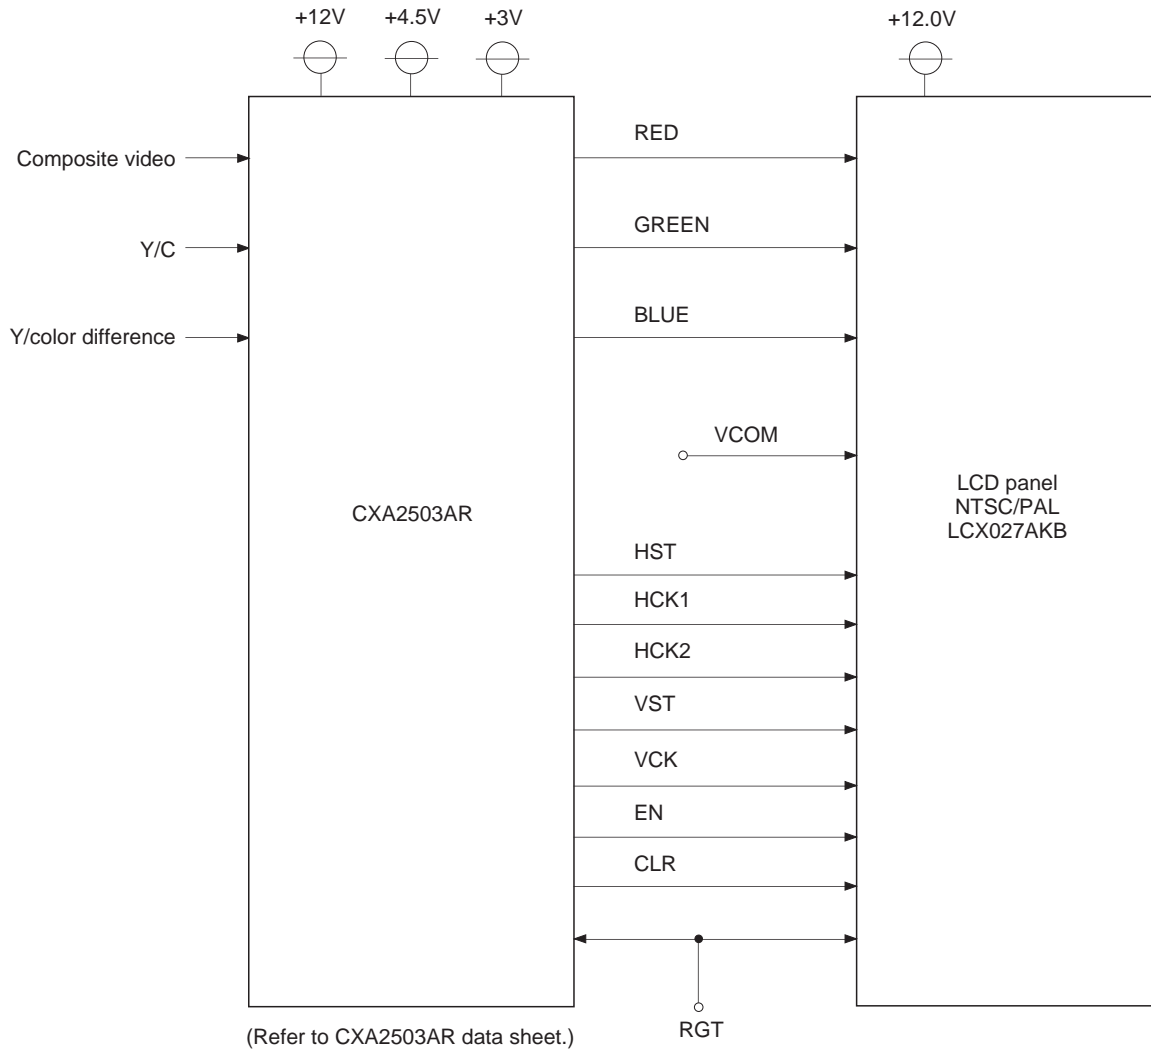 +12V
+4.5V
+3V
+12.0V
Composite video
Y/C
Y/color difference
CXA2503AR
RED
GREEN
BLUE
VCOM
HST
HCK1
HCK2
VST
VCK
EN
CLR
RGT
LCD panel
NTSC/PAL
LCX027AKB
(Refer to CXA2503AR data sheet.)